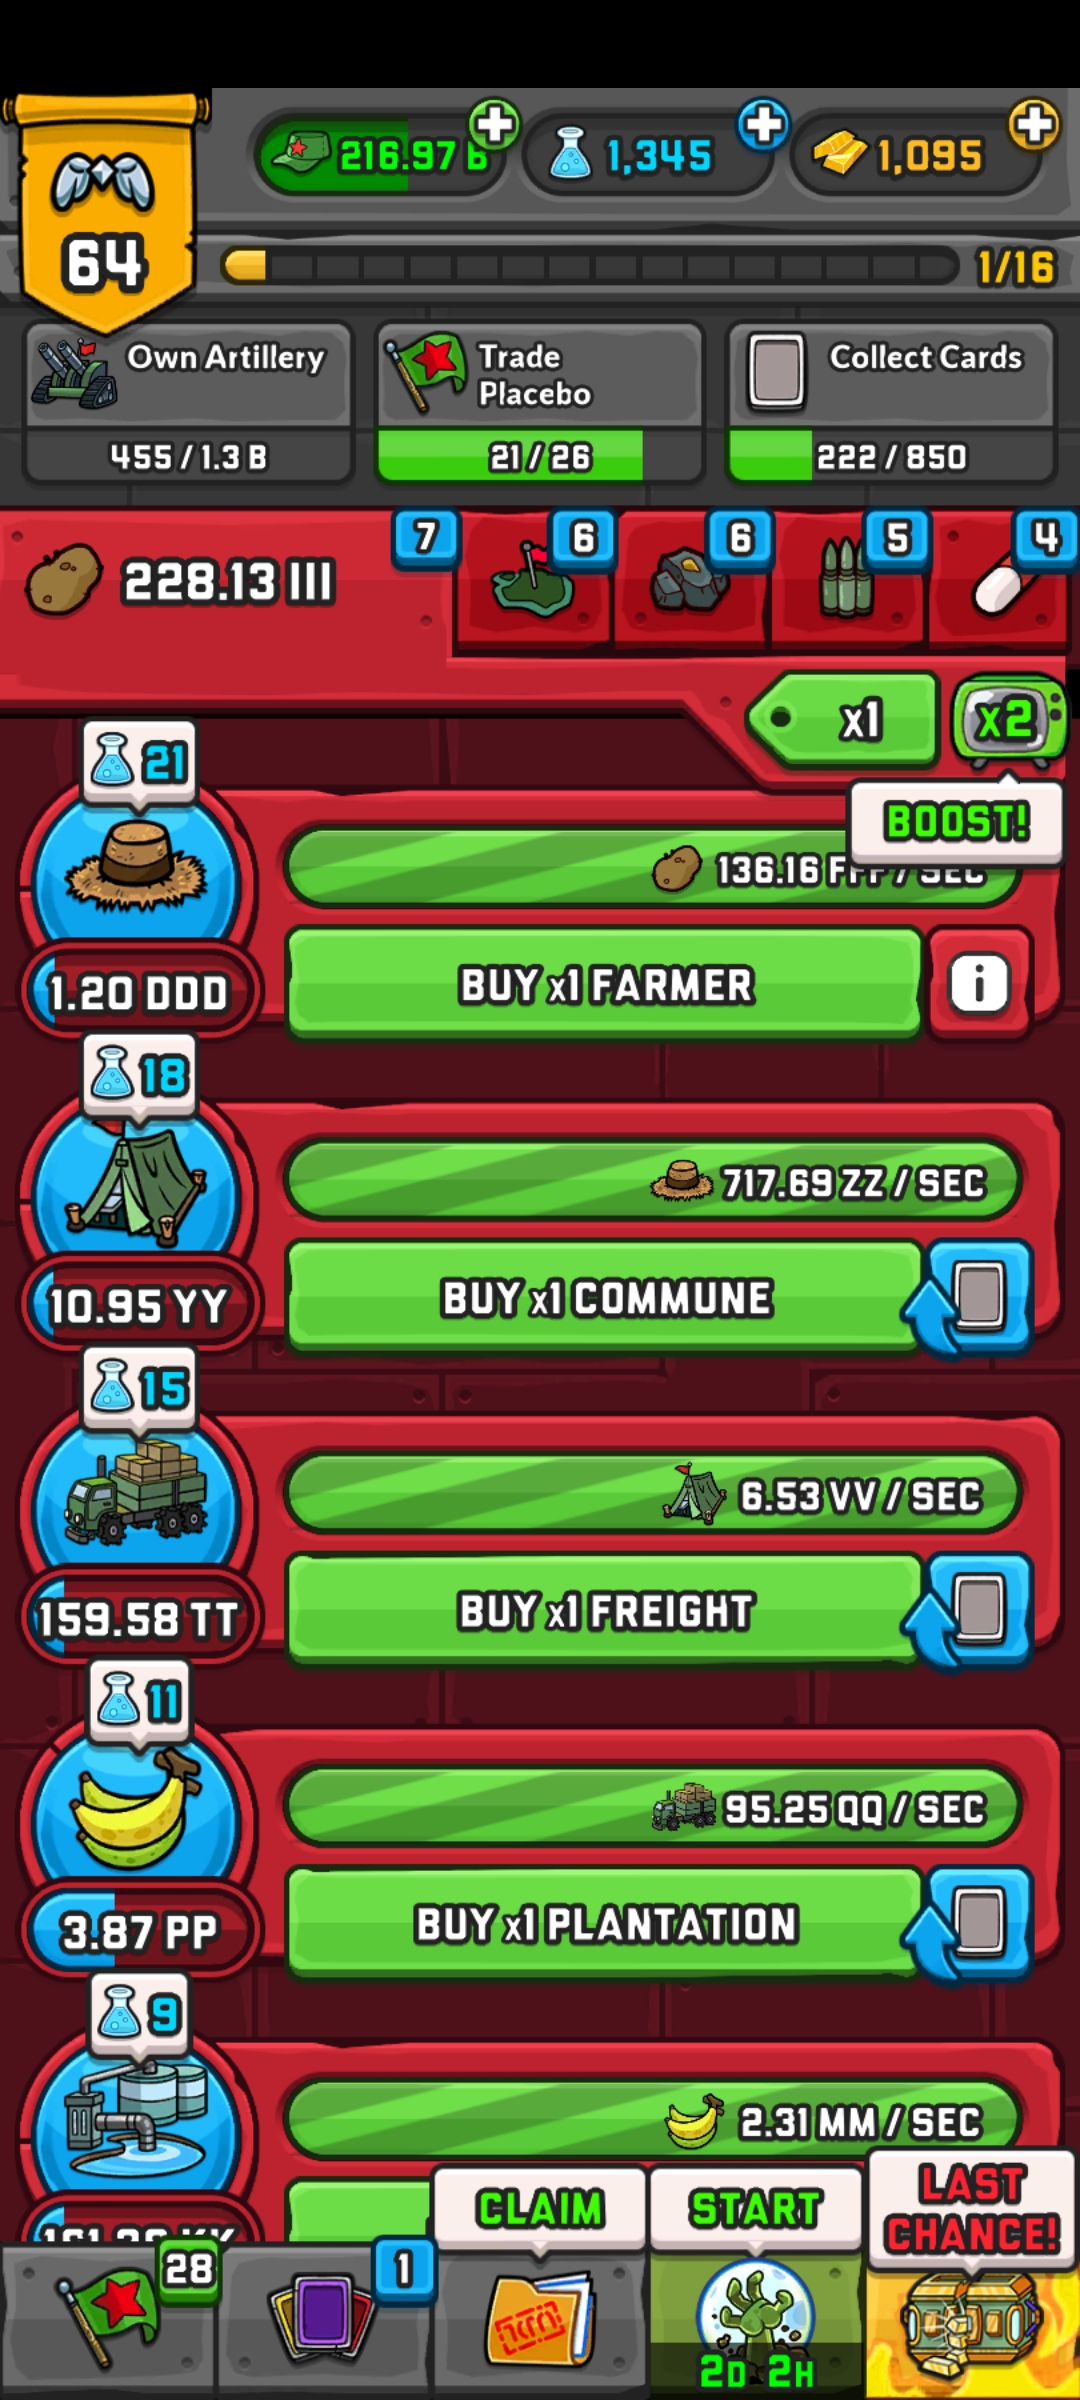 216.97 B
1,345
1,095
64
1/16
Own Artillery
455 / 1.3 B
Trade
Placebo
21 / 26
Collect Cards
222 / 850
228.13 III
7
6
6
5
4
x1
x2
BOOST!
21
136.16 FFF / SEC
1.20 DDD
BUY x1 FARMER
i
18
717.69 ZZ / SEC
10.95 YY
BUY x1 COMMUNE
15
6.53 VV / SEC
159.58 TT
BUY x1 FREIGHT
11
95.25 QQ / SEC
3.87 PP
BUY x1 PLANTATION
9
2.31 MM / SEC
CLAIM
START
LAST
CHANCE!
28
1
2D 2H